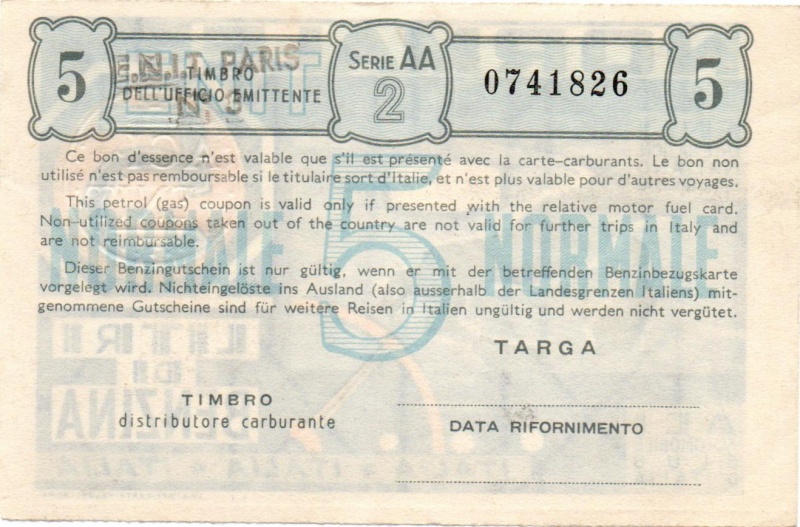 5 E.N.I.T. PARIS SERIE AA 0741826 5
TIMBRO
DELL'UFFICIO EMITTENTE 2
Ce bon d'essence n'est valable que s'il est présenté avec la carte-carburants. Le bon non
utilisé n'est pas remboursable si le titulaire sort d'Italie, et n'est plus valable pour d'autres voyages.
This petrol (gas) coupon is valid only if presented with the relative motor fuel card.
Non-utilized coupons taken out of the country are not valid for further trips in Italy and
are not reimbursable.
NORMALE 5 NORMALE
Dieser Benzingutschein ist nur gültig, wenn er mit der betreffenden Benzinbezugskarte
vorgelegt wird. Nichteingelöste ins Ausland (also ausserhalb der Landesgrenzen Italiens) mit-
genommene Gutscheine sind für weitere Reisen in Italien ungültig und werden nicht vergütet.
LITRI
DI
BENZINA
TARGA
TIMBRO
distributore carburante
DATA RIFORNIMENTO